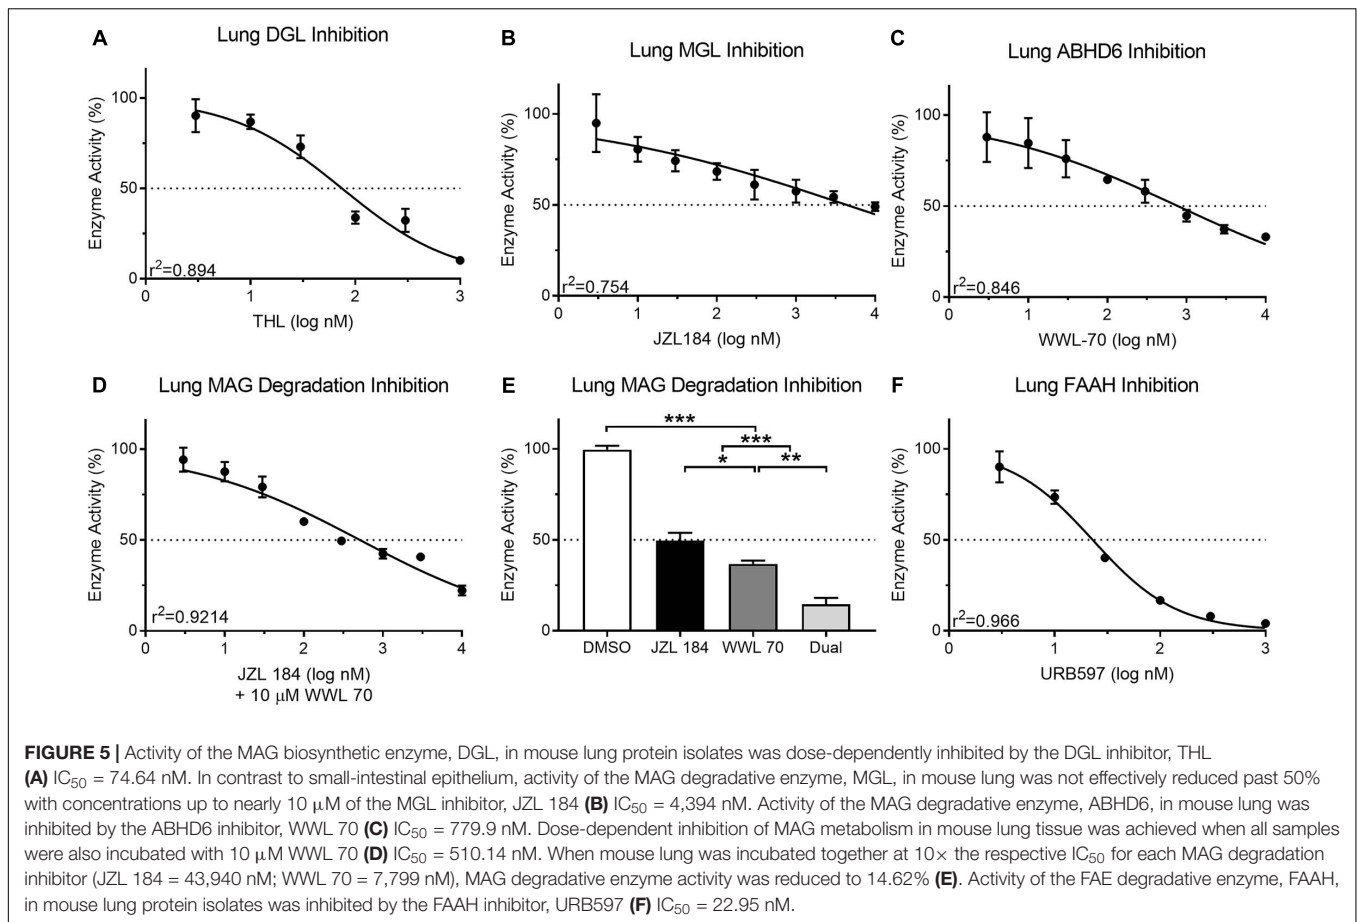 A
Lung DGL Inhibition
Enzyme Activity (%)
100
50
0
r²=0.894
0 1 2 3
THL (log nM)
B
Lung MGL Inhibition
Enzyme Activity (%)
100
50
0
r²=0.754
0 1 2 3 4
JZL184 (log nM)
C
Lung ABHD6 Inhibition
Enzyme Activity (%)
100
50
0
r²=0.846
0 1 2 3 4
WWL-70 (log nM)
D
Lung MAG Degradation Inhibition
Enzyme Activity (%)
100
50
0
r²=0.9214
0 1 2 3 4
JZL 184 (log nM)
+ 10 μM WWL 70
E
Lung MAG Degradation Inhibition
Enzyme Activity (%)
***
***
* **
100
50
0
DMSO JZL 184 WWL 70 Dual
F
Lung FAAH Inhibition
Enzyme Activity (%)
100
50
0
r²=0.966
0 1 2 3
URB597 (log nM)
FIGURE 5 | Activity of the MAG biosynthetic enzyme, DGL, in mouse lung protein isolates was dose-dependently inhibited by the DGL inhibitor, THL
(A) IC50 = 74.64 nM. In contrast to small-intestinal epithelium, activity of the MAG degradative enzyme, MGL, in mouse lung was not effectively reduced past 50%
with concentrations up to nearly 10 μM of the MGL inhibitor, JZL 184 (B) IC50 = 4,394 nM. Activity of the MAG degradative enzyme, ABHD6, in mouse lung was
inhibited by the ABHD6 inhibitor, WWL 70 (C) IC50 = 779.9 nM. Dose-dependent inhibition of MAG metabolism in mouse lung tissue was achieved when all samples
were also incubated with 10 μM WWL 70 (D) IC50 = 510.14 nM. When mouse lung was incubated together at 10× the respective IC50 for each MAG degradation
inhibitor (JZL 184 = 43,940 nM; WWL 70 = 7,799 nM), MAG degradative enzyme activity was reduced to 14.62% (E). Activity of the FAE degradative enzyme, FAAH,
in mouse lung protein isolates was inhibited by the FAAH inhibitor, URB597 (F) IC50 = 22.95 nM.